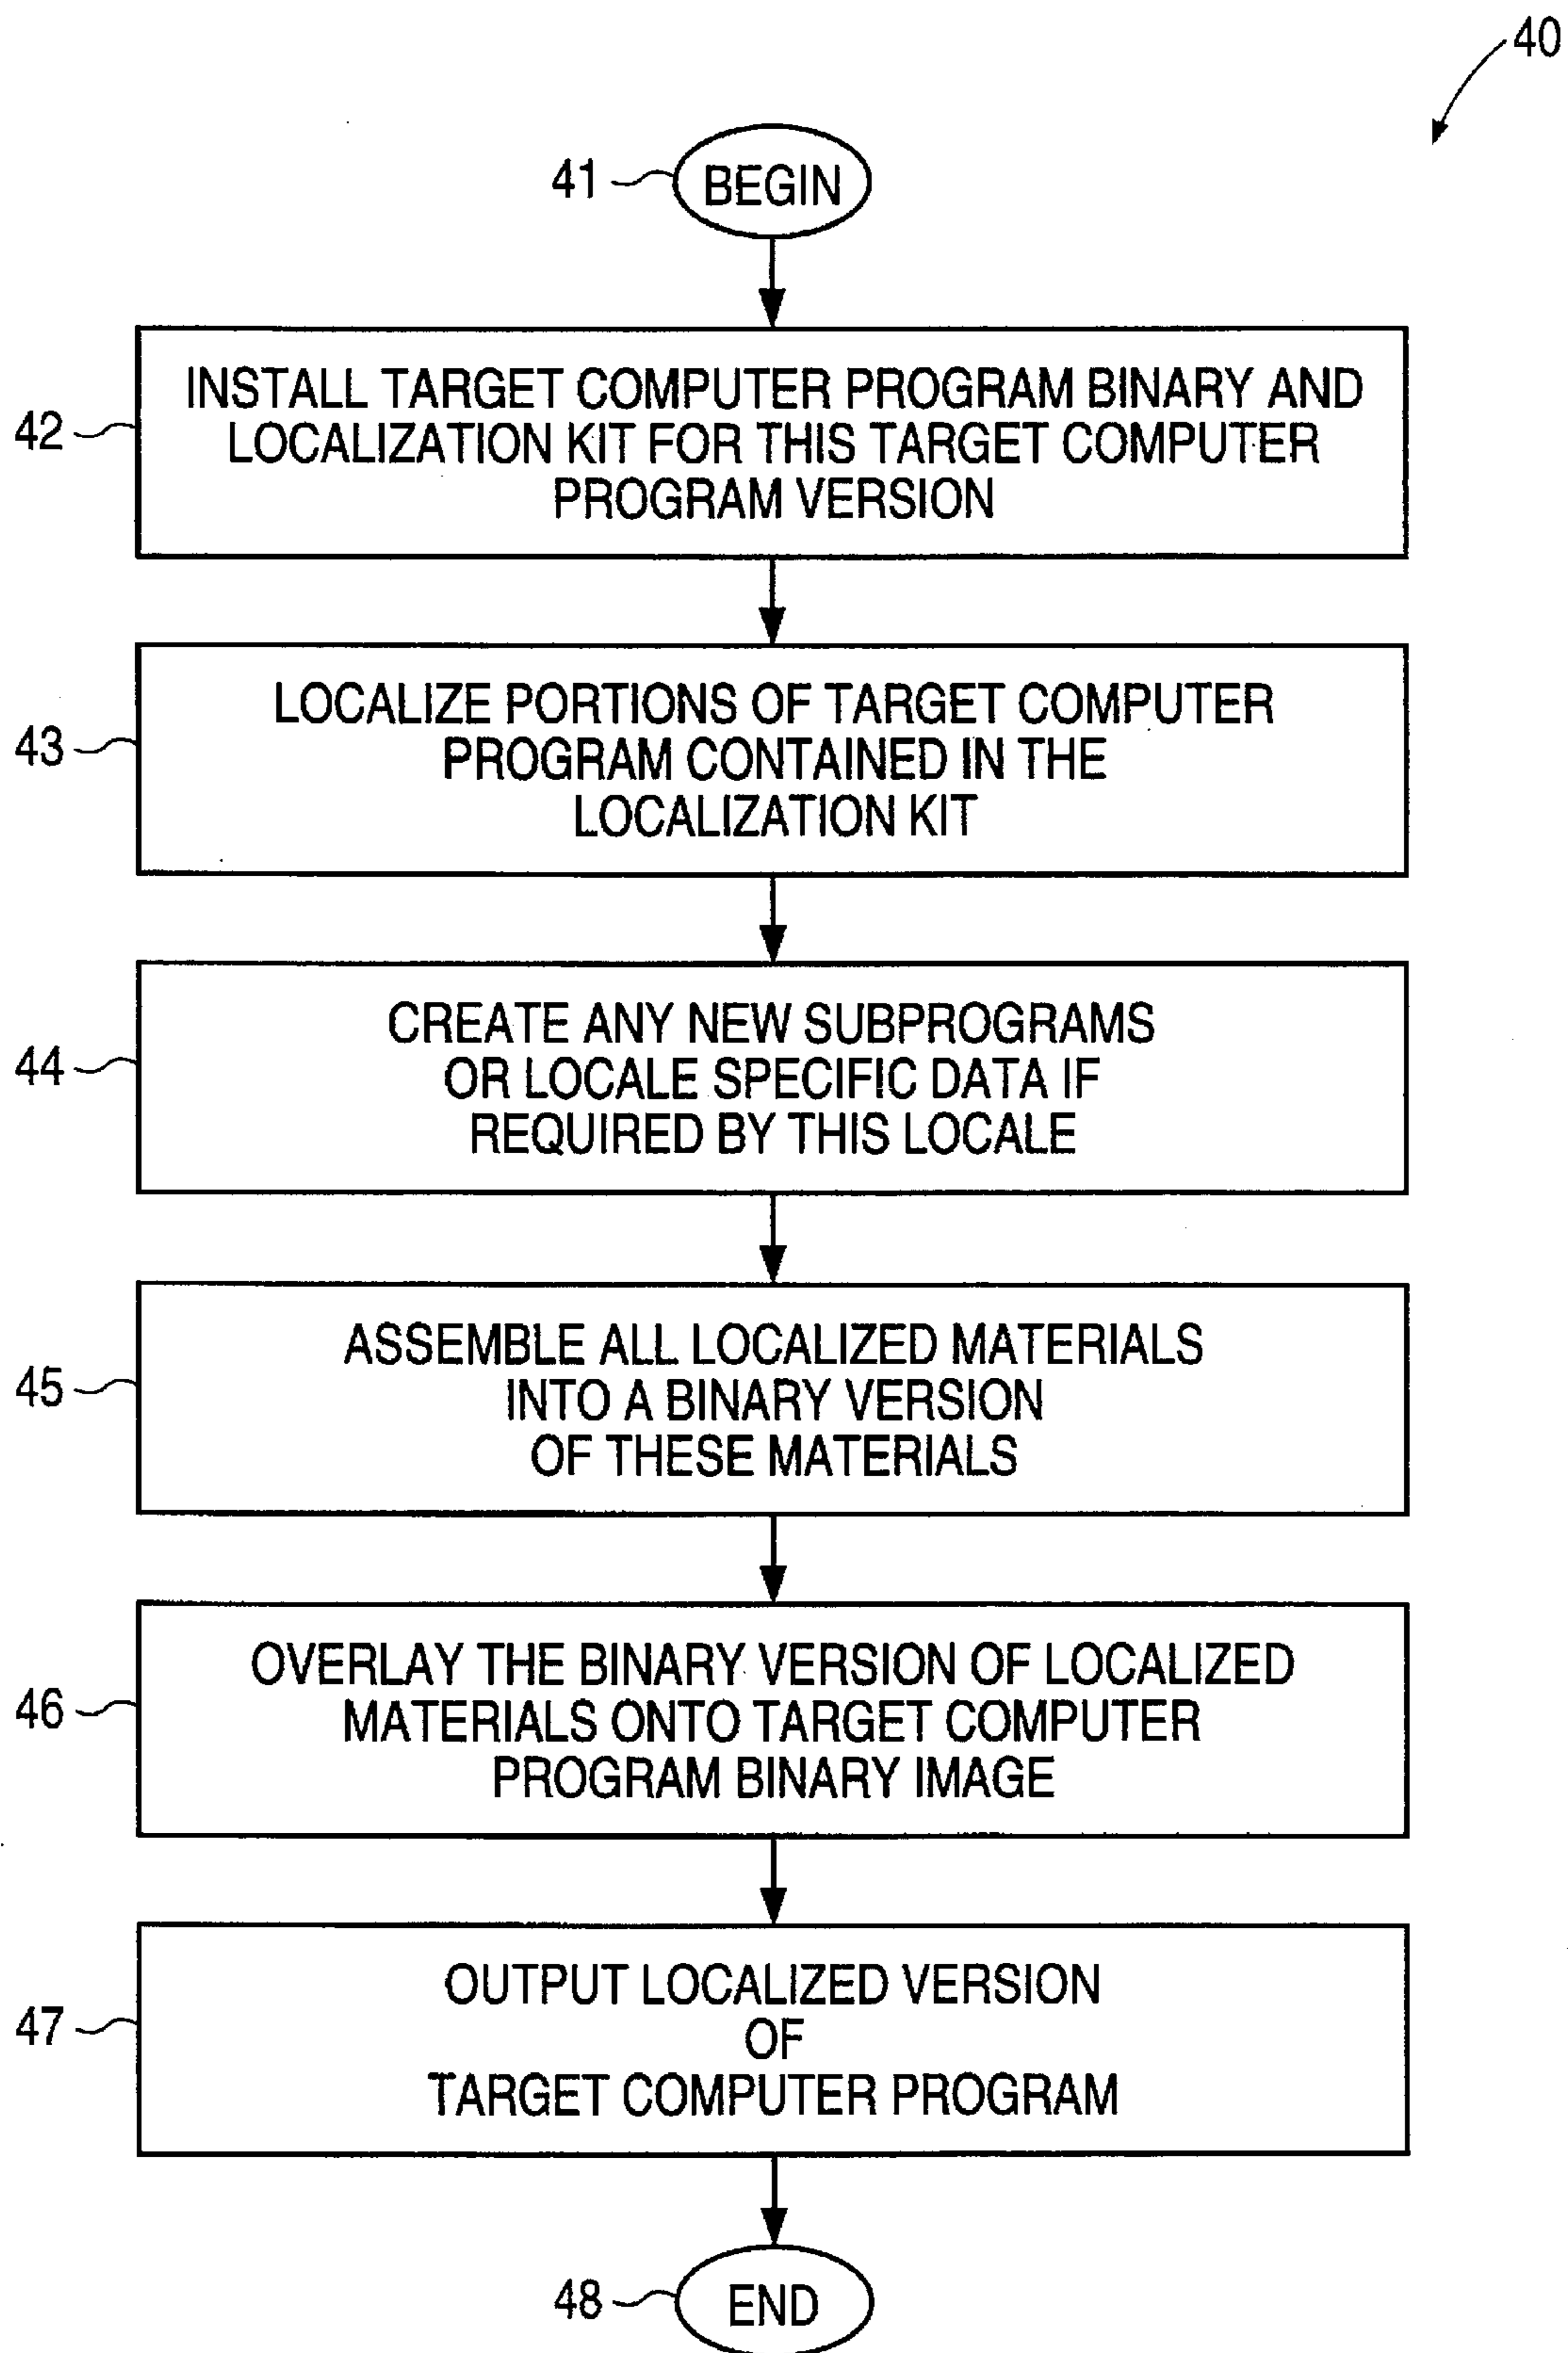 40
41
BEGIN
42
INSTALL TARGET COMPUTER PROGRAM BINARY AND
LOCALIZATION KIT FOR THIS TARGET COMPUTER
PROGRAM VERSION
43
LOCALIZE PORTIONS OF TARGET COMPUTER
PROGRAM CONTAINED IN THE
LOCALIZATION KIT
44
CREATE ANY NEW SUBPROGRAMS
OR LOCALE SPECIFIC DATA IF
REQUIRED BY THIS LOCALE
45
ASSEMBLE ALL LOCALIZED MATERIALS
INTO A BINARY VERSION
OF THESE MATERIALS
46
OVERLAY THE BINARY VERSION OF LOCALIZED
MATERIALS ONTO TARGET COMPUTER
PROGRAM BINARY IMAGE
47
OUTPUT LOCALIZED VERSION
OF
TARGET COMPUTER PROGRAM
48
END